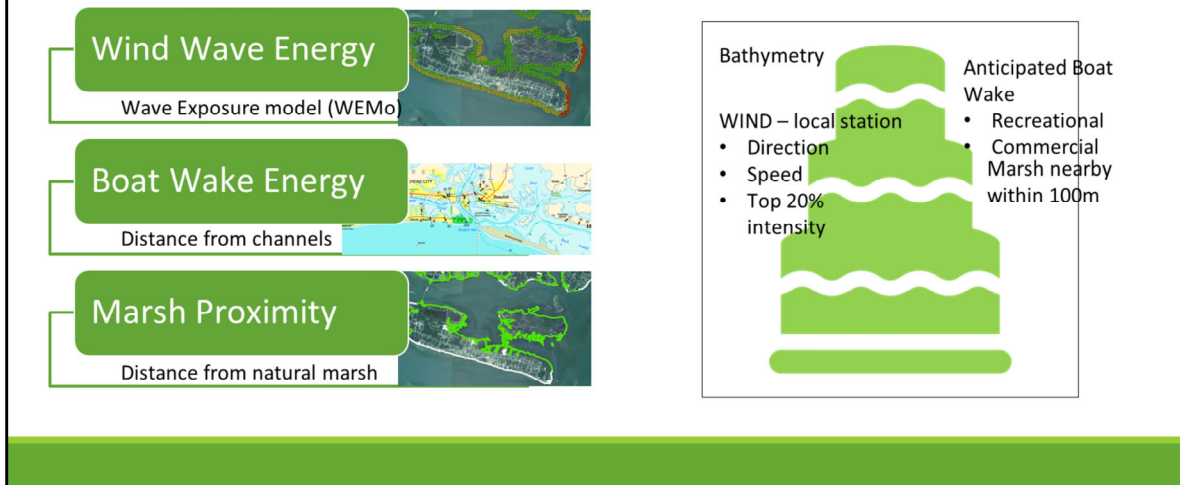 Wind Wave Energy
Wave Exposure model (WEMo)
Boat Wake Energy
Distance from channels
Marsh Proximity
Distance from natural marsh
Bathymetry
WIND – local station
• Direction
• Speed
• Top 20%
intensity
Anticipated Boat
Wake
• Recreational
• Commercial
Marsh nearby
within 100m